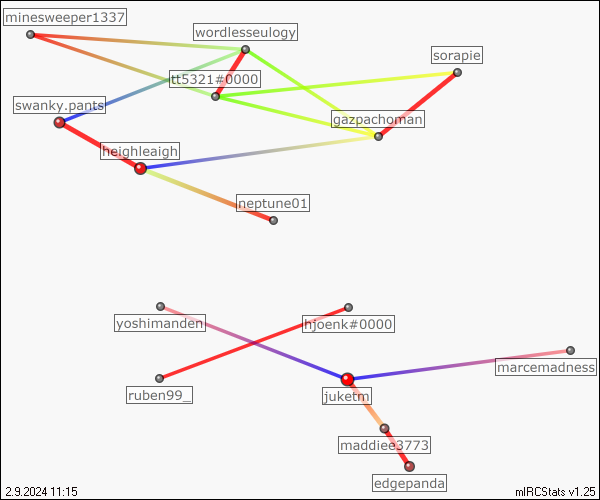 minesweeper1337
wordlesseulogy
sorapie
tt5321#0000
swanky.pants
gazpachoman
heighleaigh
neptune01
yoshimanden
hjoenk#0000
marcemadness
ruben99_
juketm
maddiee3773
edgepanda
2.9.2024 11:15
mIRCStats v1.25